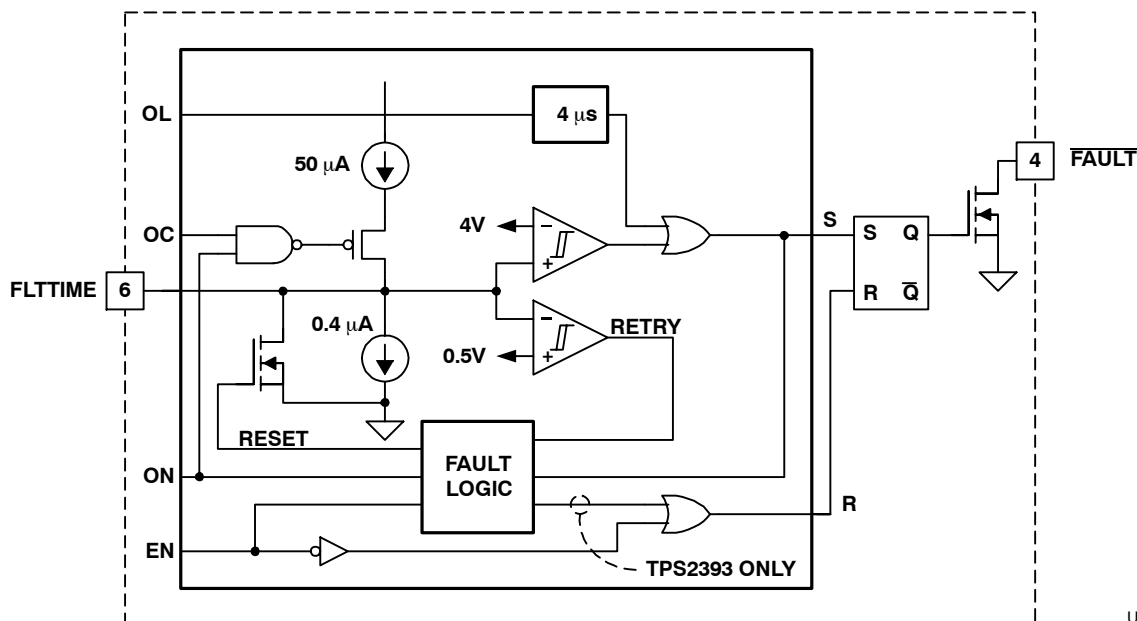 OL
4 μs
50 μA
4
FAULT
OC
4V
−
+
S
S Q
R Q
FLTTIME 6
0.4 μA
−
+
RETRY
0.5V
RESET
ON
FAULT
LOGIC
R
EN
TPS2393 ONLY
U